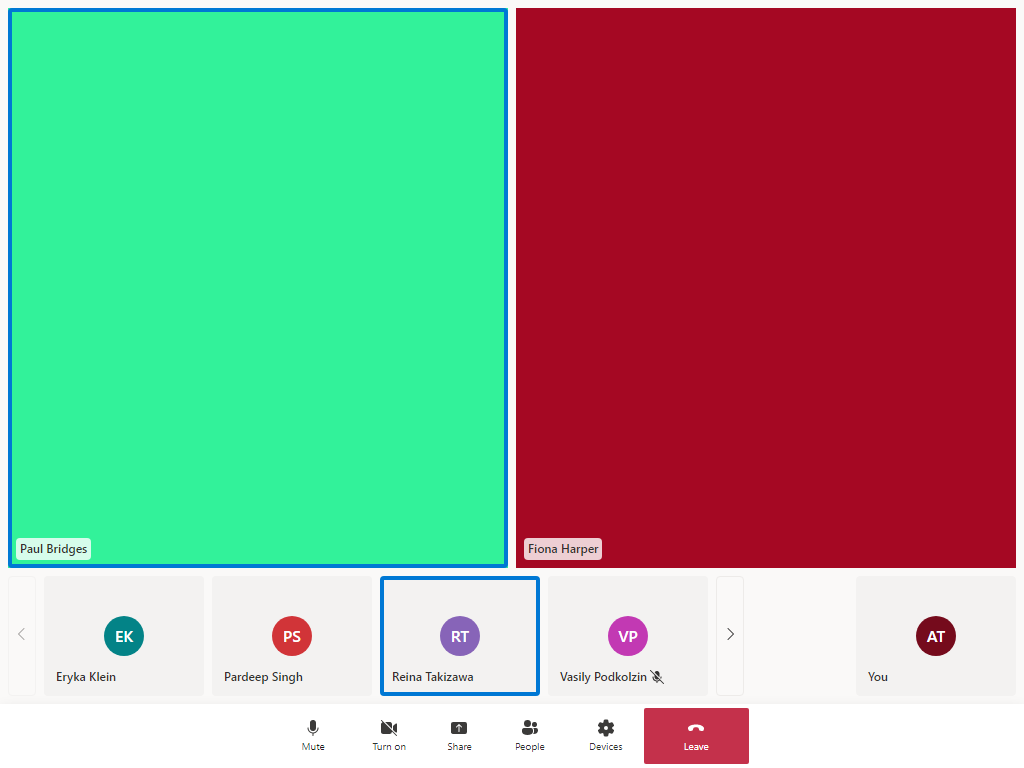 Paul Bridges
Fiona Harper
EK
Eryka Klein
PS
Pardeep Singh
RT
Reina Takizawa
VP
Vasily Podkolzin
AT
You
Mute
Turn on
Share
People
Devices
Leave